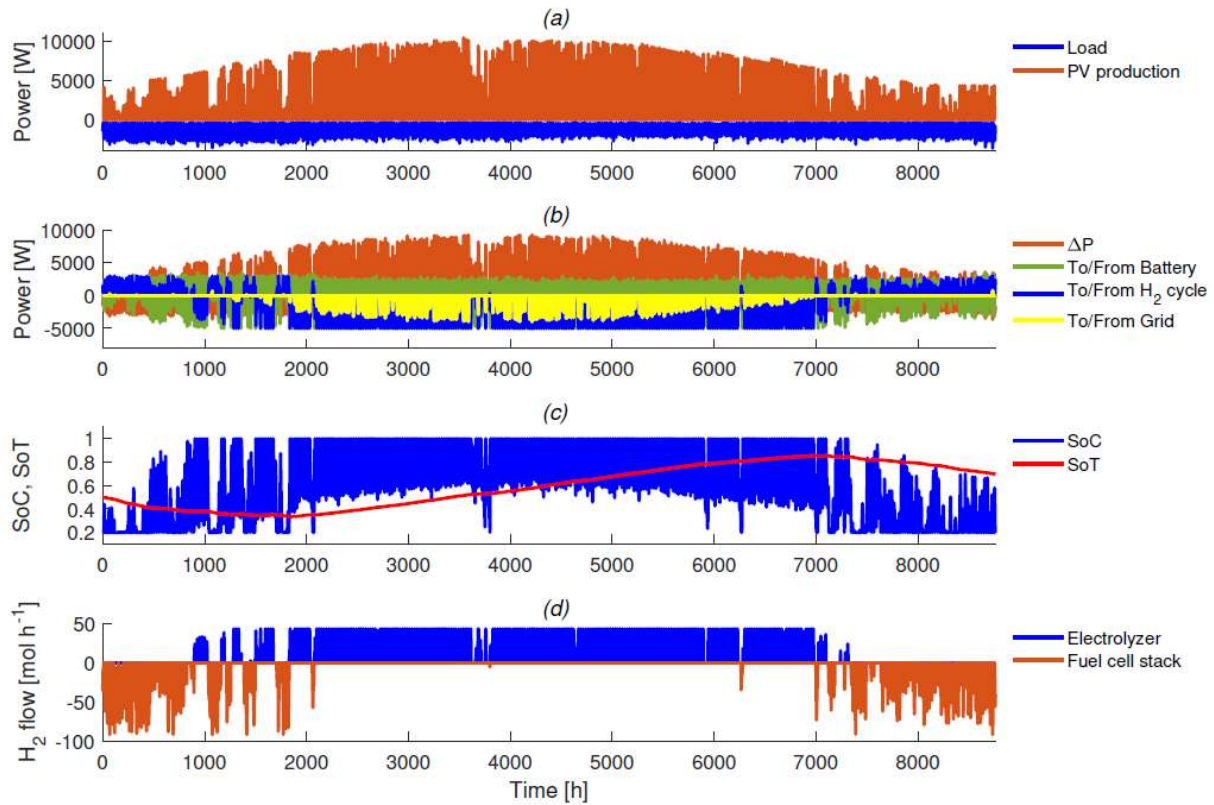 (a)
Power [W]
10000
5000
0
0 1000 2000 3000 4000 5000 6000 7000 8000
Load
PV production
(b)
Power [W]
10000
5000
0
-5000
0 1000 2000 3000 4000 5000 6000 7000 8000
ΔP
To/From Battery
To/From H₂ cycle
To/From Grid
(c)
SoC, SoT
1
0.8
0.6
0.4
0.2
0 1000 2000 3000 4000 5000 6000 7000 8000
SoC
SoT
(d)
H₂ flow [mol h⁻¹]
50
0
-50
-100
0 1000 2000 3000 4000 5000 6000 7000 8000
Time [h]
Electrolyzer
Fuel cell stack